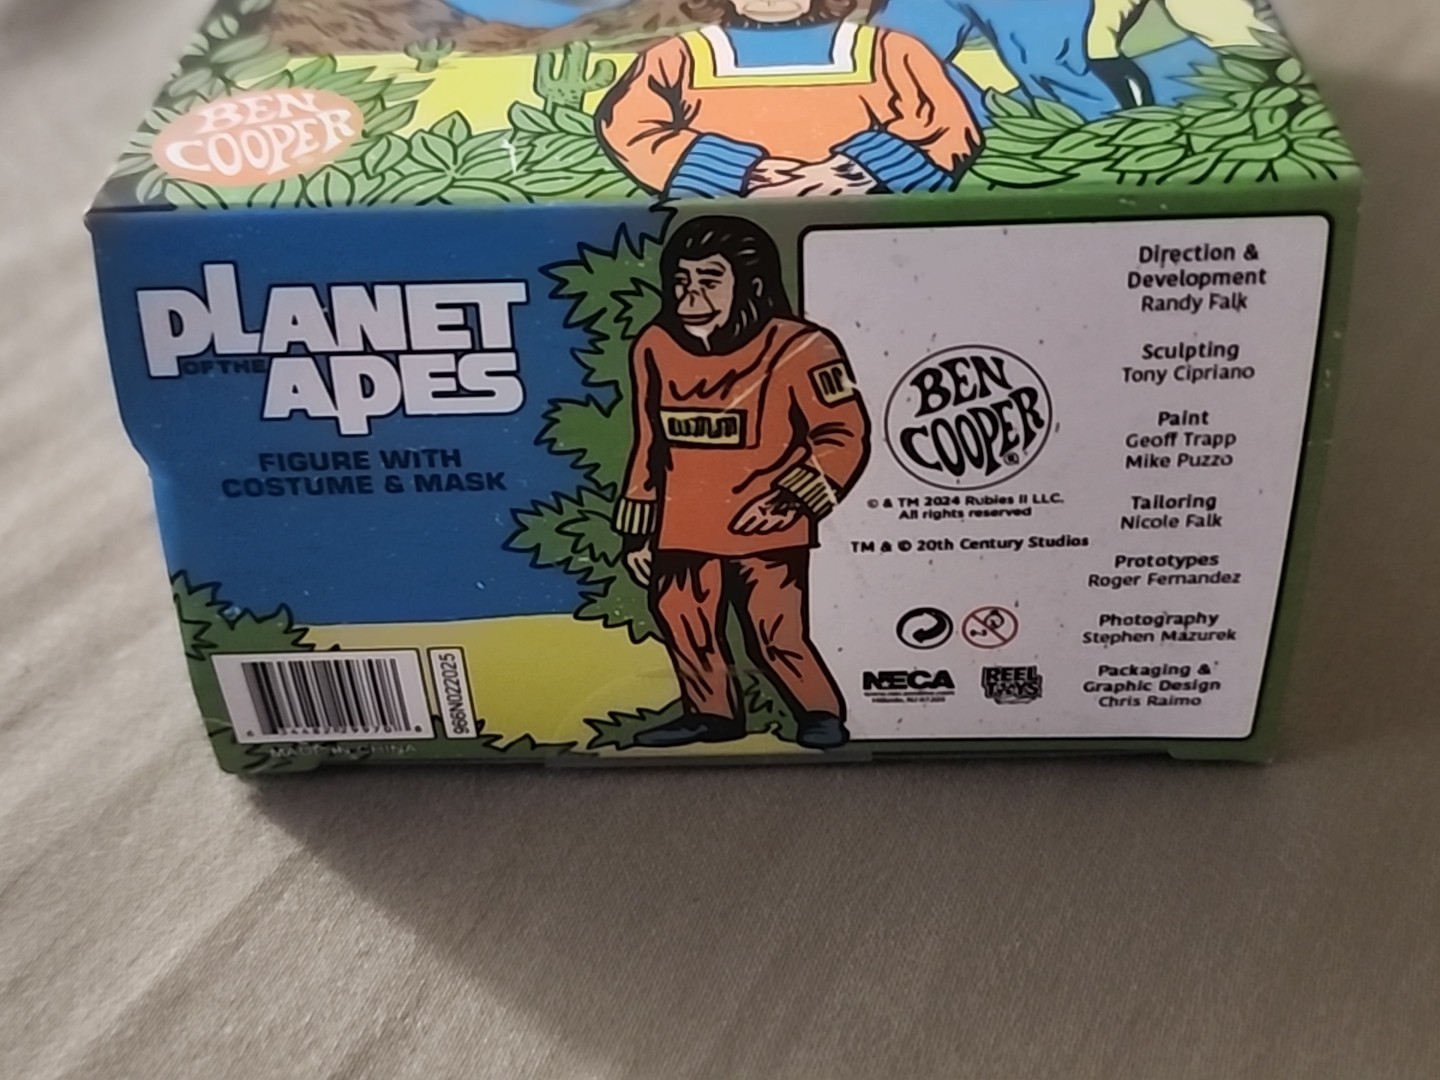 BEN
COOPER
PLANET
OF THE
APES
FIGURE WITH
COSTUME & MASK
966N022025
MADE IN CHINA
BEN
COOPER®
© & TM 2024 Rubies II LLC.
All rights reserved
TM & © 20th Century Studios
NECA
REEL
TOYS
Direction &
Development
Randy Falk
Sculpting
Tony Cipriano
Paint
Geoff Trapp
Mike Puzzo
Tailoring
Nicole Falk
Prototypes
Roger Fernandez
Photography
Stephen Mazurek
Packaging &
Graphic Design
Chris Raimo